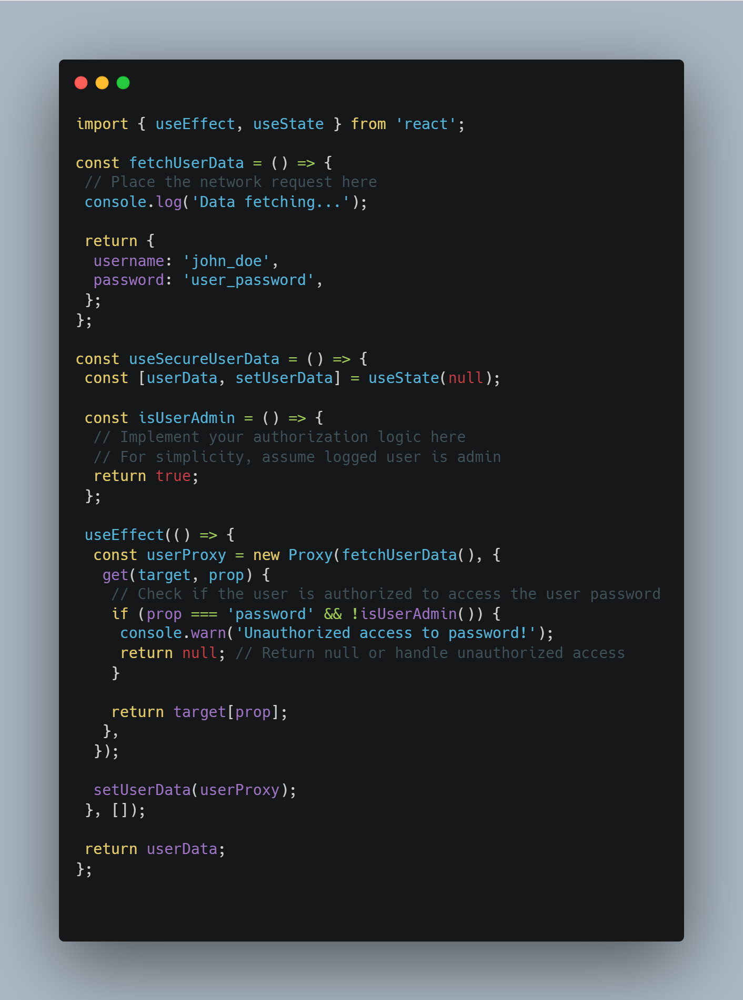 import { useEffect, useState } from 'react';

const fetchUserData = () => {
 // Place the network request here
 console.log('Data fetching...');

 return {
  username: 'john_doe',
  password: 'user_password',
 };
};

const useSecureUserData = () => {
 const [userData, setUserData] = useState(null);

 const isUserAdmin = () => {
  // Implement your authorization logic here
  // For simplicity, assume logged user is admin
  return true;
 };

 useEffect(() => {
  const userProxy = new Proxy(fetchUserData(), {
   get(target, prop) {
    // Check if the user is authorized to access the user password
    if (prop === 'password' && !isUserAdmin()) {
     console.warn('Unauthorized access to password!');
     return null; // Return null or handle unauthorized access
    }

    return target[prop];
   },
  });

  setUserData(userProxy);
 }, []);

 return userData;
};